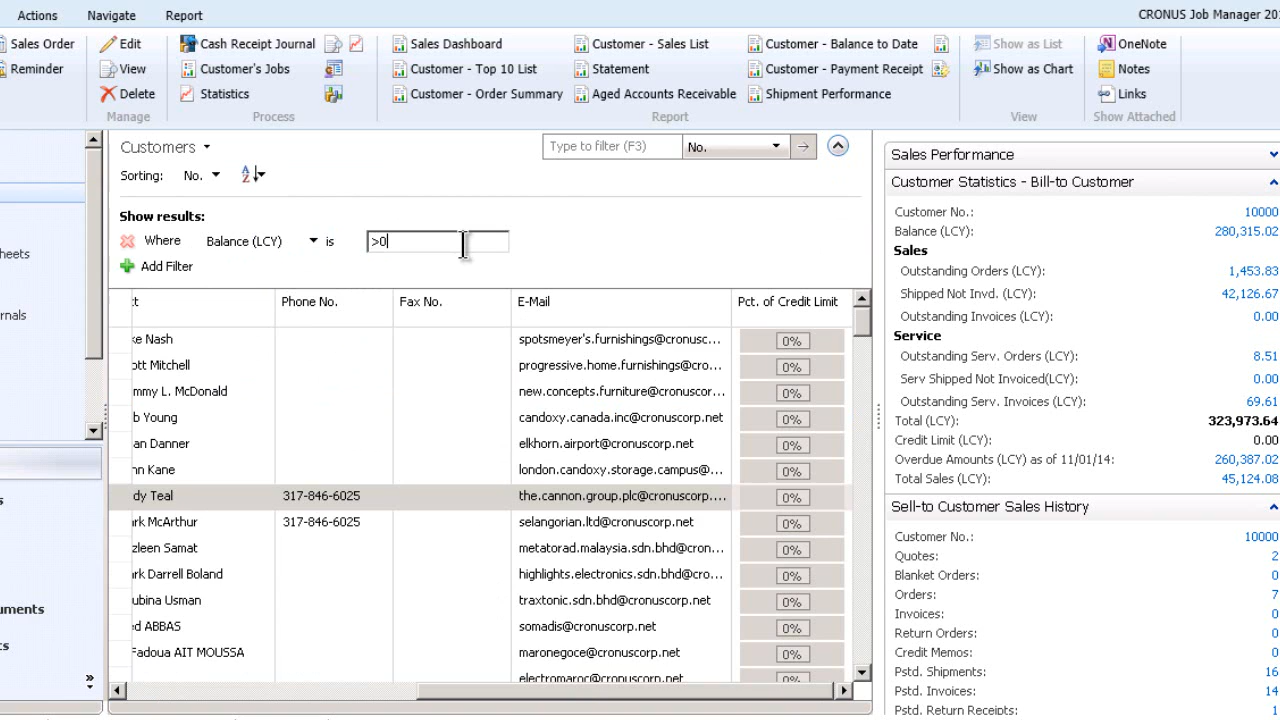 Actions Navigate Report CRONUS Job Manager 20
Sales Order Edit Cash Receipt Journal Sales Dashboard Customer - Sales List Customer - Balance to Date Show as List OneNote
Reminder View Customer's Jobs Customer - Top 10 List Statement Customer - Payment Receipt Show as Chart Notes
Delete Statistics Customer - Order Summary Aged Accounts Receivable Shipment Performance Links
Manage Process Report View Show Attached
Customers Type to filter (F3) No.
Sorting: No.
Show results:
Where Balance (LCY) is >0
Add Filter
Phone No. Fax No. E-Mail Pct. of Credit Limit
ke Nash spotsmeyer's.furnishings@cronusc... 0%
ott Mitchell progressive.home.furnishings@cro... 0%
mmy L. McDonald new.concepts.furniture@cronuscor... 0%
b Young candoxy.canada.inc@cronuscorp.net 0%
an Danner elkhorn.airport@cronuscorp.net 0%
nn Kane london.candoxy.storage.campus@... 0%
dy Teal 317-846-6025 the.cannon.group.plc@cronuscorp.... 0%
rk McArthur 317-846-6025 selangorian.ltd@cronuscorp.net 0%
zleen Samat metatorad.malaysia.sdn.bhd@cron... 0%
rk Darrell Boland highlights.electronics.sdn.bhd@cro... 0%
ubina Usman traxtonic.sdn.bhd@cronuscorp.net 0%
d ABBAS somadis@cronuscorp.net 0%
Fadoua AIT MOUSSA maronegoce@cronuscorp.net 0%
electromaroc@cronuscorp.net 0%
heets
rnals
uments
Sales Performance
Customer Statistics - Bill-to Customer
Customer No.: 10000
Balance (LCY): 280,315.02
Sales
Outstanding Orders (LCY): 1,453.83
Shipped Not Invd. (LCY): 42,126.67
Outstanding Invoices (LCY): 0.00
Service
Outstanding Serv. Orders (LCY): 8.51
Serv Shipped Not Invoiced(LCY): 0.00
Outstanding Serv. Invoices (LCY): 69.61
Total (LCY): 323,973.64
Credit Limit (LCY): 0.00
Overdue Amounts (LCY) as of 11/01/14: 260,387.02
Total Sales (LCY): 45,124.08
Sell-to Customer Sales History
Customer No.: 10000
Quotes: 2
Blanket Orders: 0
Orders: 7
Invoices: 0
Return Orders: 0
Credit Memos: 0
Pstd. Shipments: 16
Pstd. Invoices: 14
Pstd. Return Receipts: 1